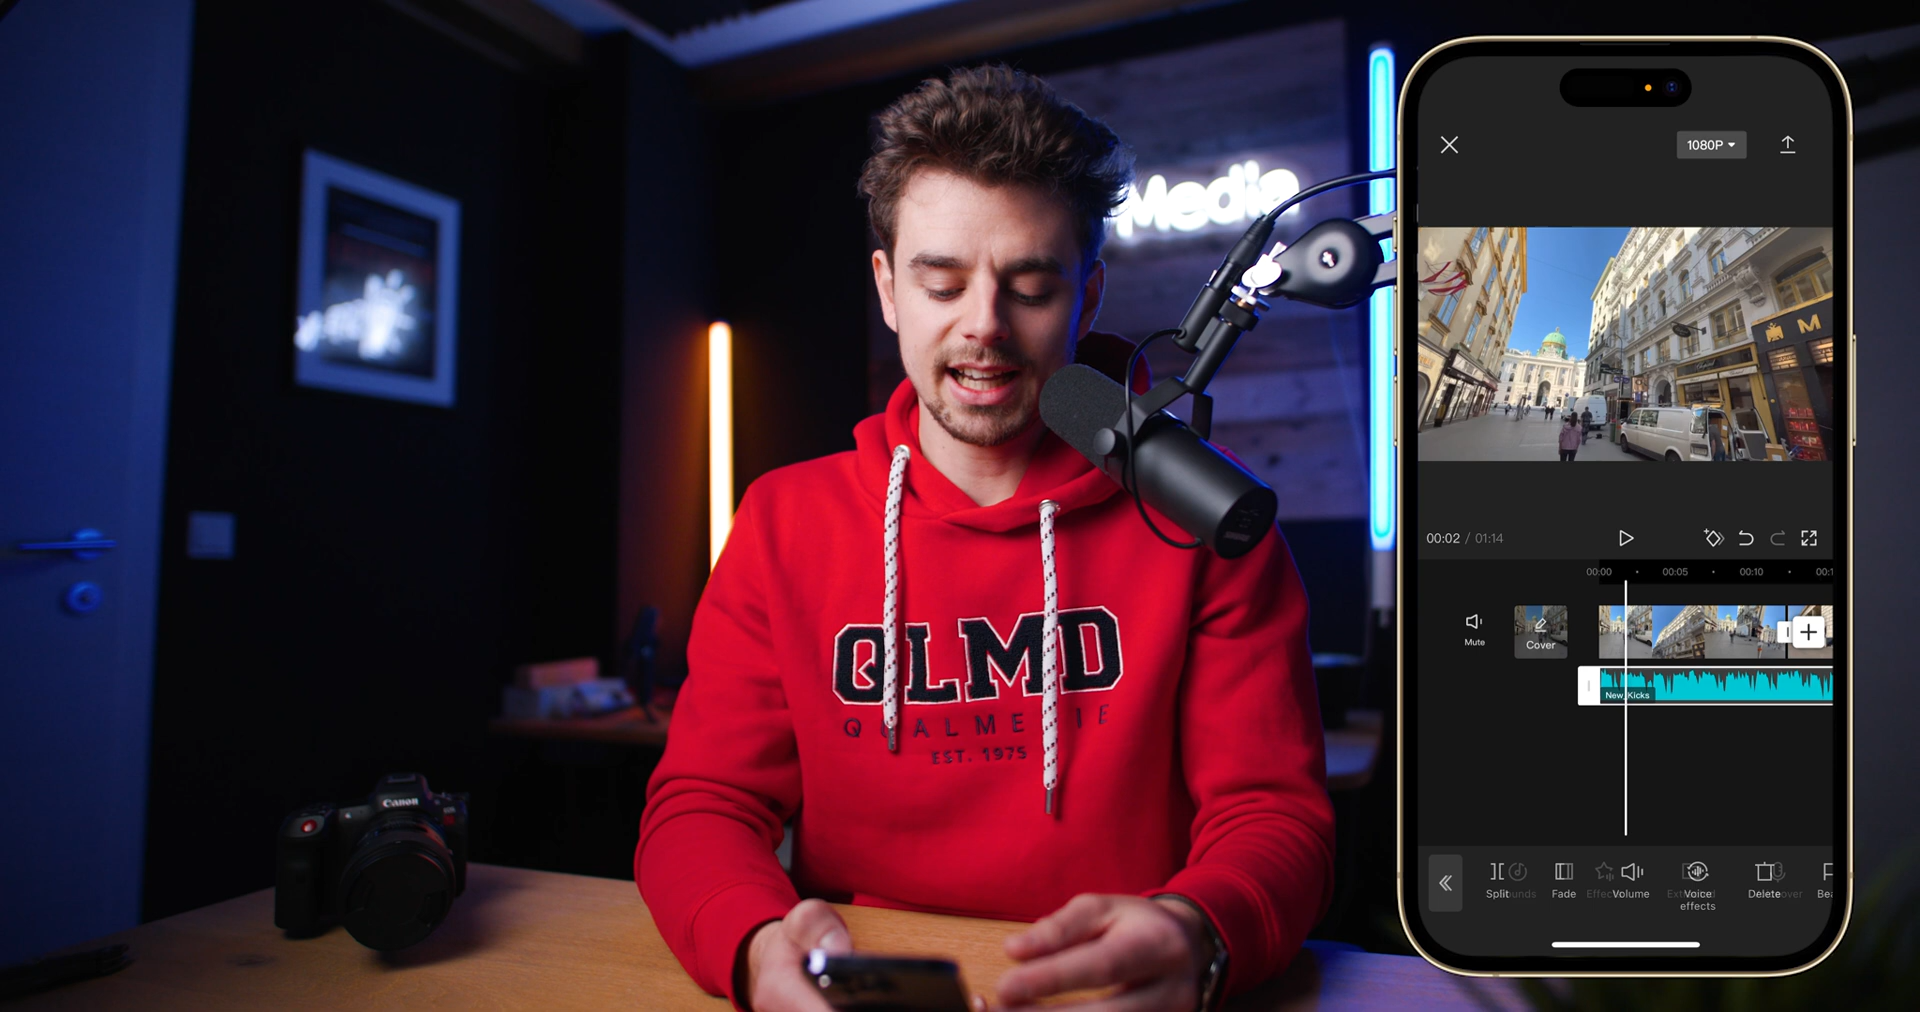 Media
Canon
QLMD
EST. 1975
1080P
M
00:02 / 01:14
00:00
00:05
00:10
Mute
Cover
New Kicks
Split
Fade
Volume
Voice
effects
Delete